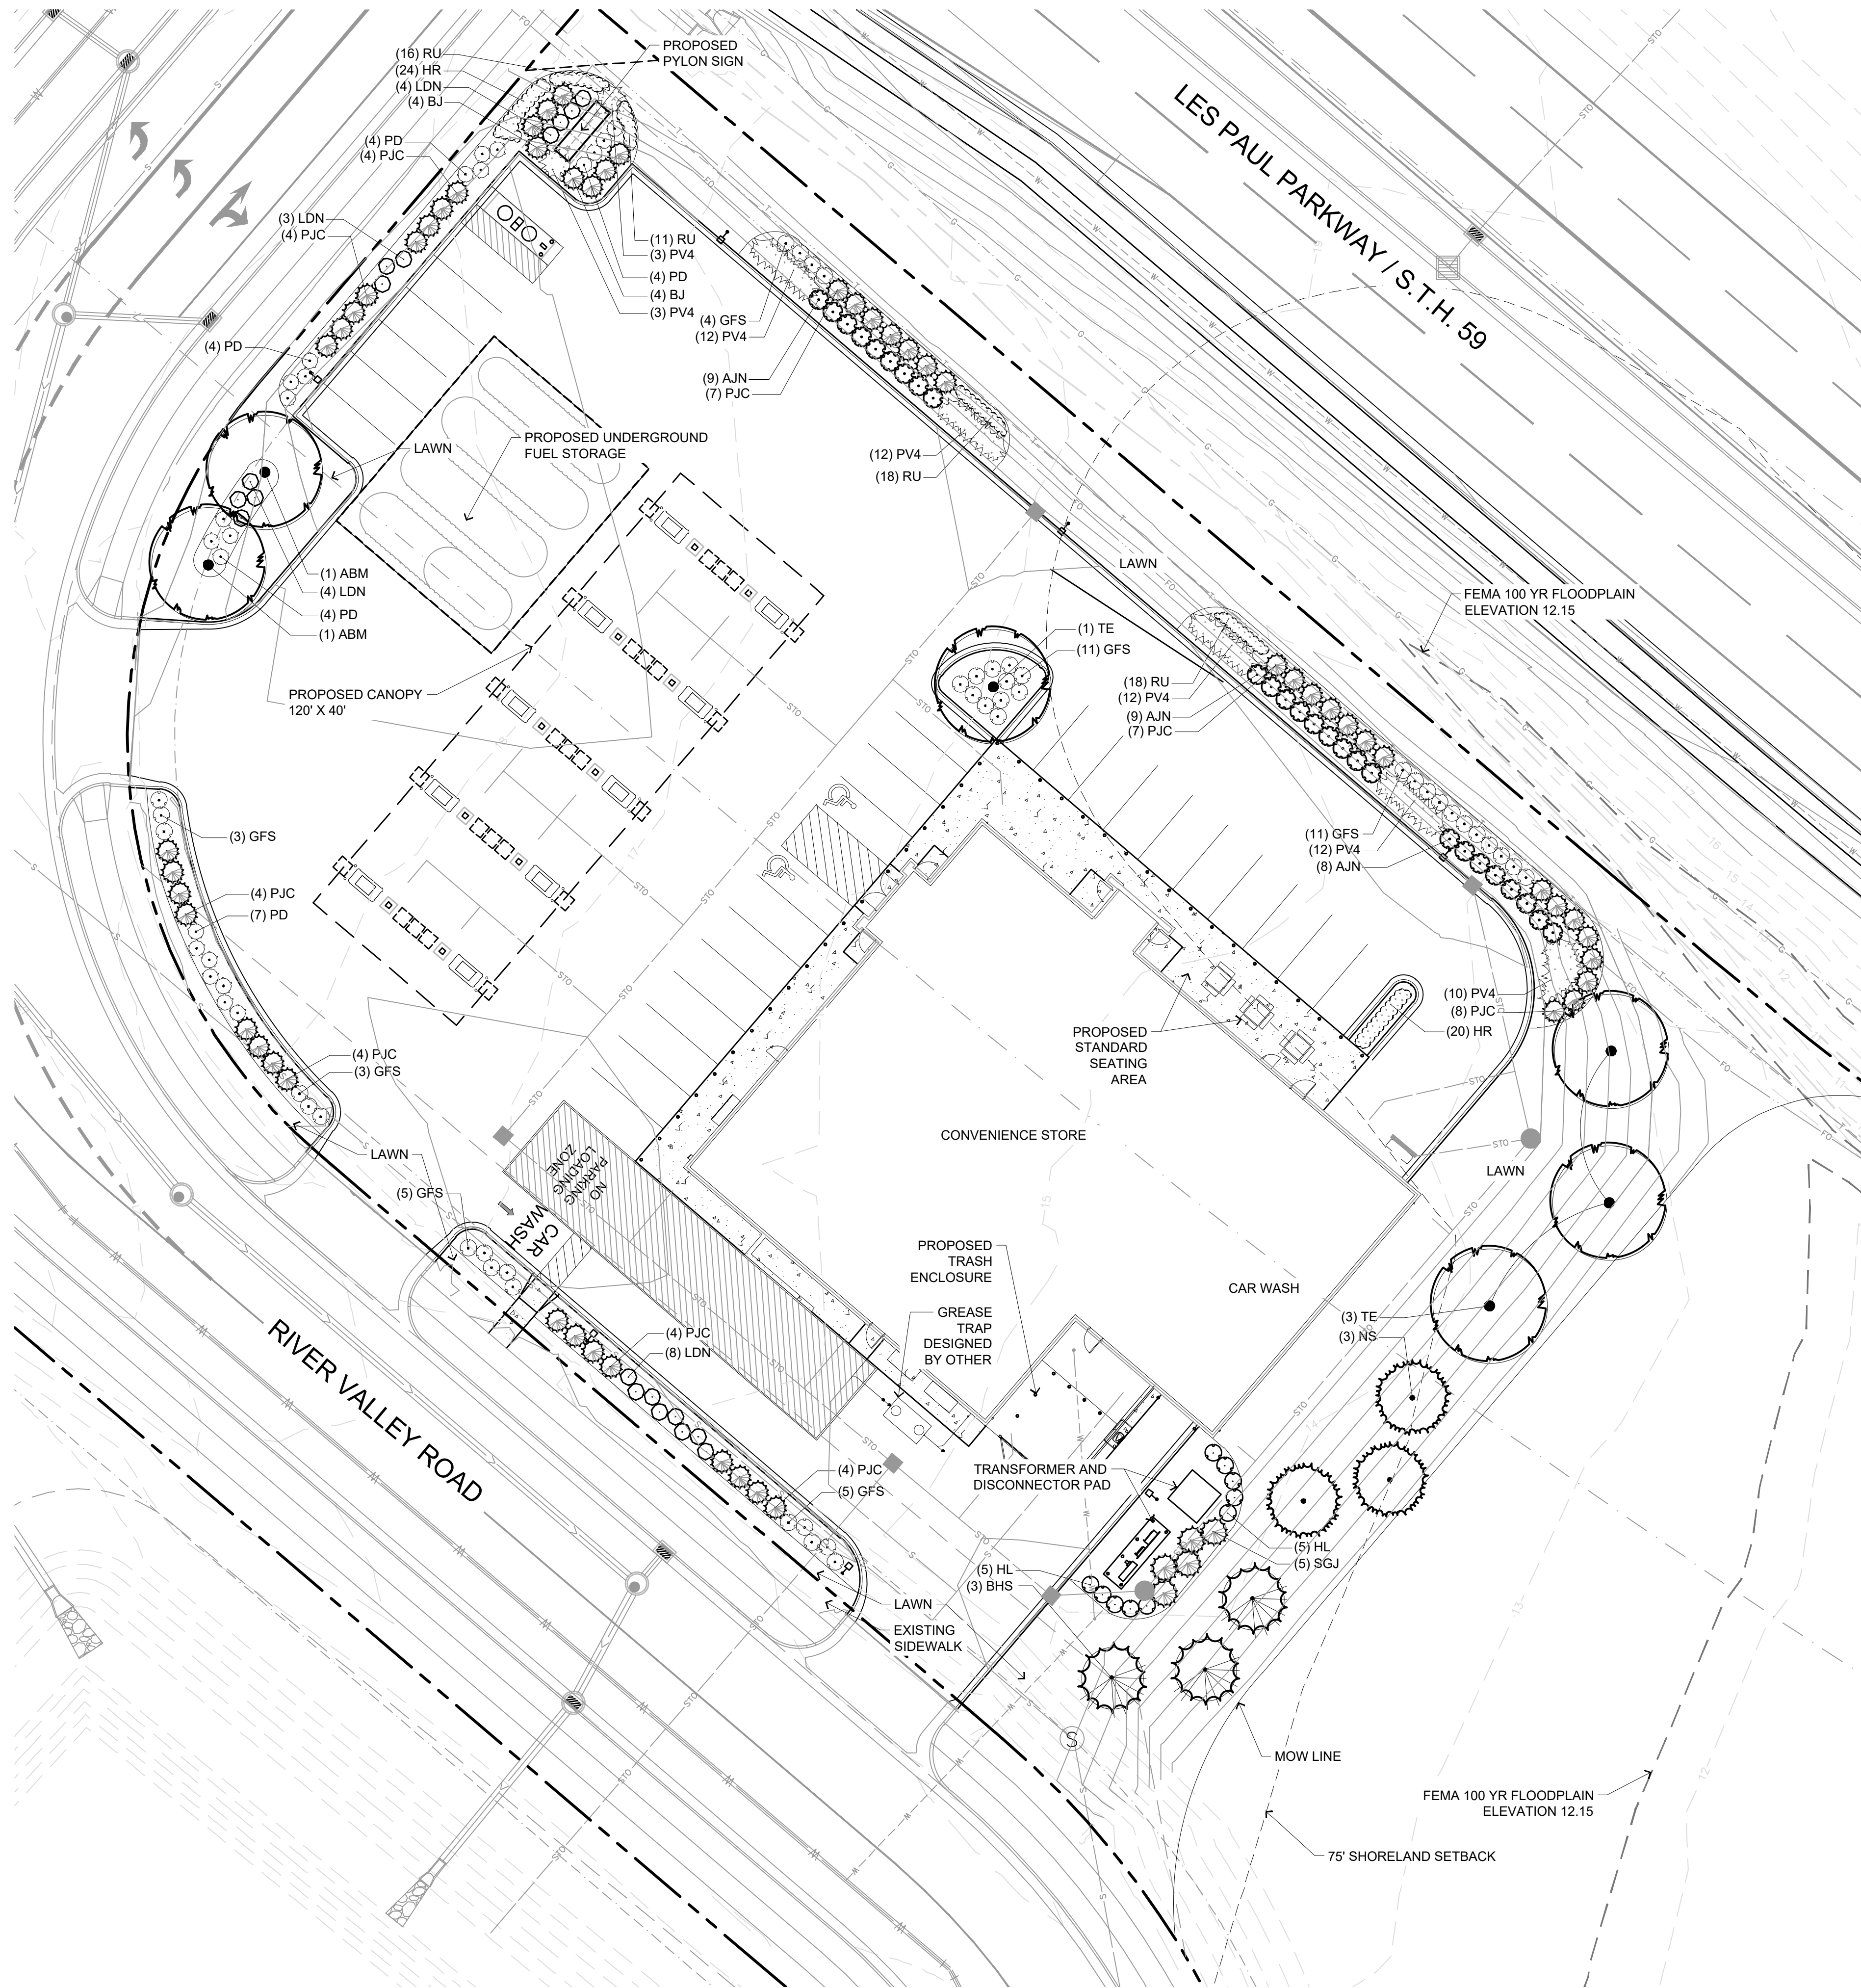 (16) RU
(24) HR
(4) LDN
(4) BJ
PROPOSED
PYLON SIGN
(4) PD
(4) PJC
(3) LDN
(4) PJC
(4) PD
(11) RU
(3) PV4
(4) PD
(4) BJ
(3) PV4
(4) GFS
(12) PV4
(9) AJN
(7) PJC
(12) PV4
(18) RU
LES PAUL PARKWAY / S.T.H. 59
LAWN
PROPOSED UNDERGROUND
FUEL STORAGE
(1) ABM
(4) LDN
(4) PD
(1) ABM
PROPOSED CANOPY
120' X 40'
LAWN
FEMA 100 YR FLOODPLAIN
ELEVATION 12.15
(1) TE
(11) GFS
(18) RU
(12) PV4
(9) AJN
(7) PJC
(11) GFS
(12) PV4
(8) AJN
(3) GFS
(4) PJC
(7) PD
(4) PJC
(3) GFS
LAWN
(5) GFS
(10) PV4
(8) PJC
(20) HR
PROPOSED
STANDARD
SEATING
AREA
CONVENIENCE STORE
LAWN
NO
PARKING
LOADING
ZONE
CAR
WASH
PROPOSED
TRASH
ENCLOSURE
GREASE
TRAP
DESIGNED
BY OTHER
CAR WASH
(3) TE
(3) NS
(4) PJC
(8) LDN
RIVER VALLEY ROAD
(4) PJC
(5) GFS
TRANSFORMER AND
DISCONNECTOR PAD
(5) HL
(5) SGJ
(5) HL
(3) BHS
LAWN
EXISTING
SIDEWALK
S
MOW LINE
FEMA 100 YR FLOODPLAIN
ELEVATION 12.15
75' SHORELAND SETBACK